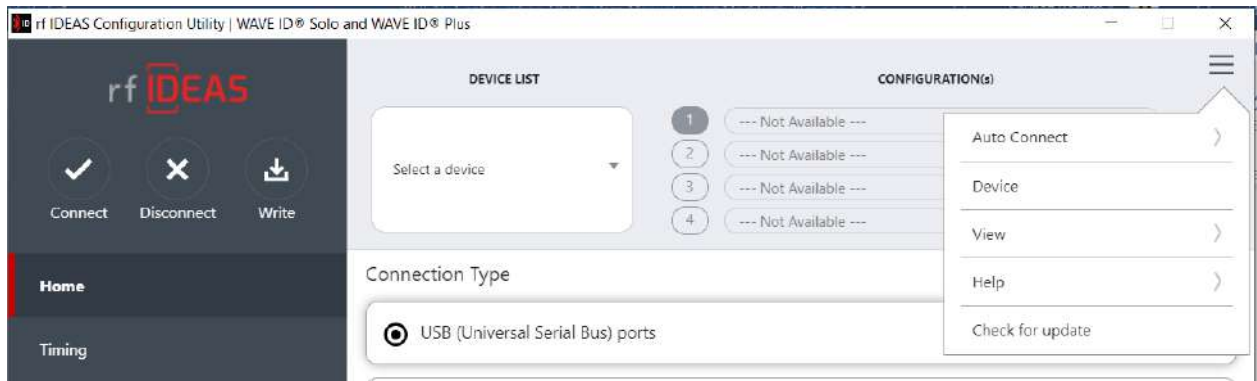 rf IDEAS Configuration Utility | WAVE ID® Solo and WAVE ID® Plus
rf IDEAS
Connect Disconnect Write
Home
Timing
DEVICE LIST
Select a device
CONFIGURATION(s)
1 --- Not Available ---
2 --- Not Available ---
3 --- Not Available ---
4 --- Not Available ---
Auto Connect
Device
View
Help
Check for update
Connection Type
USB (Universal Serial Bus) ports